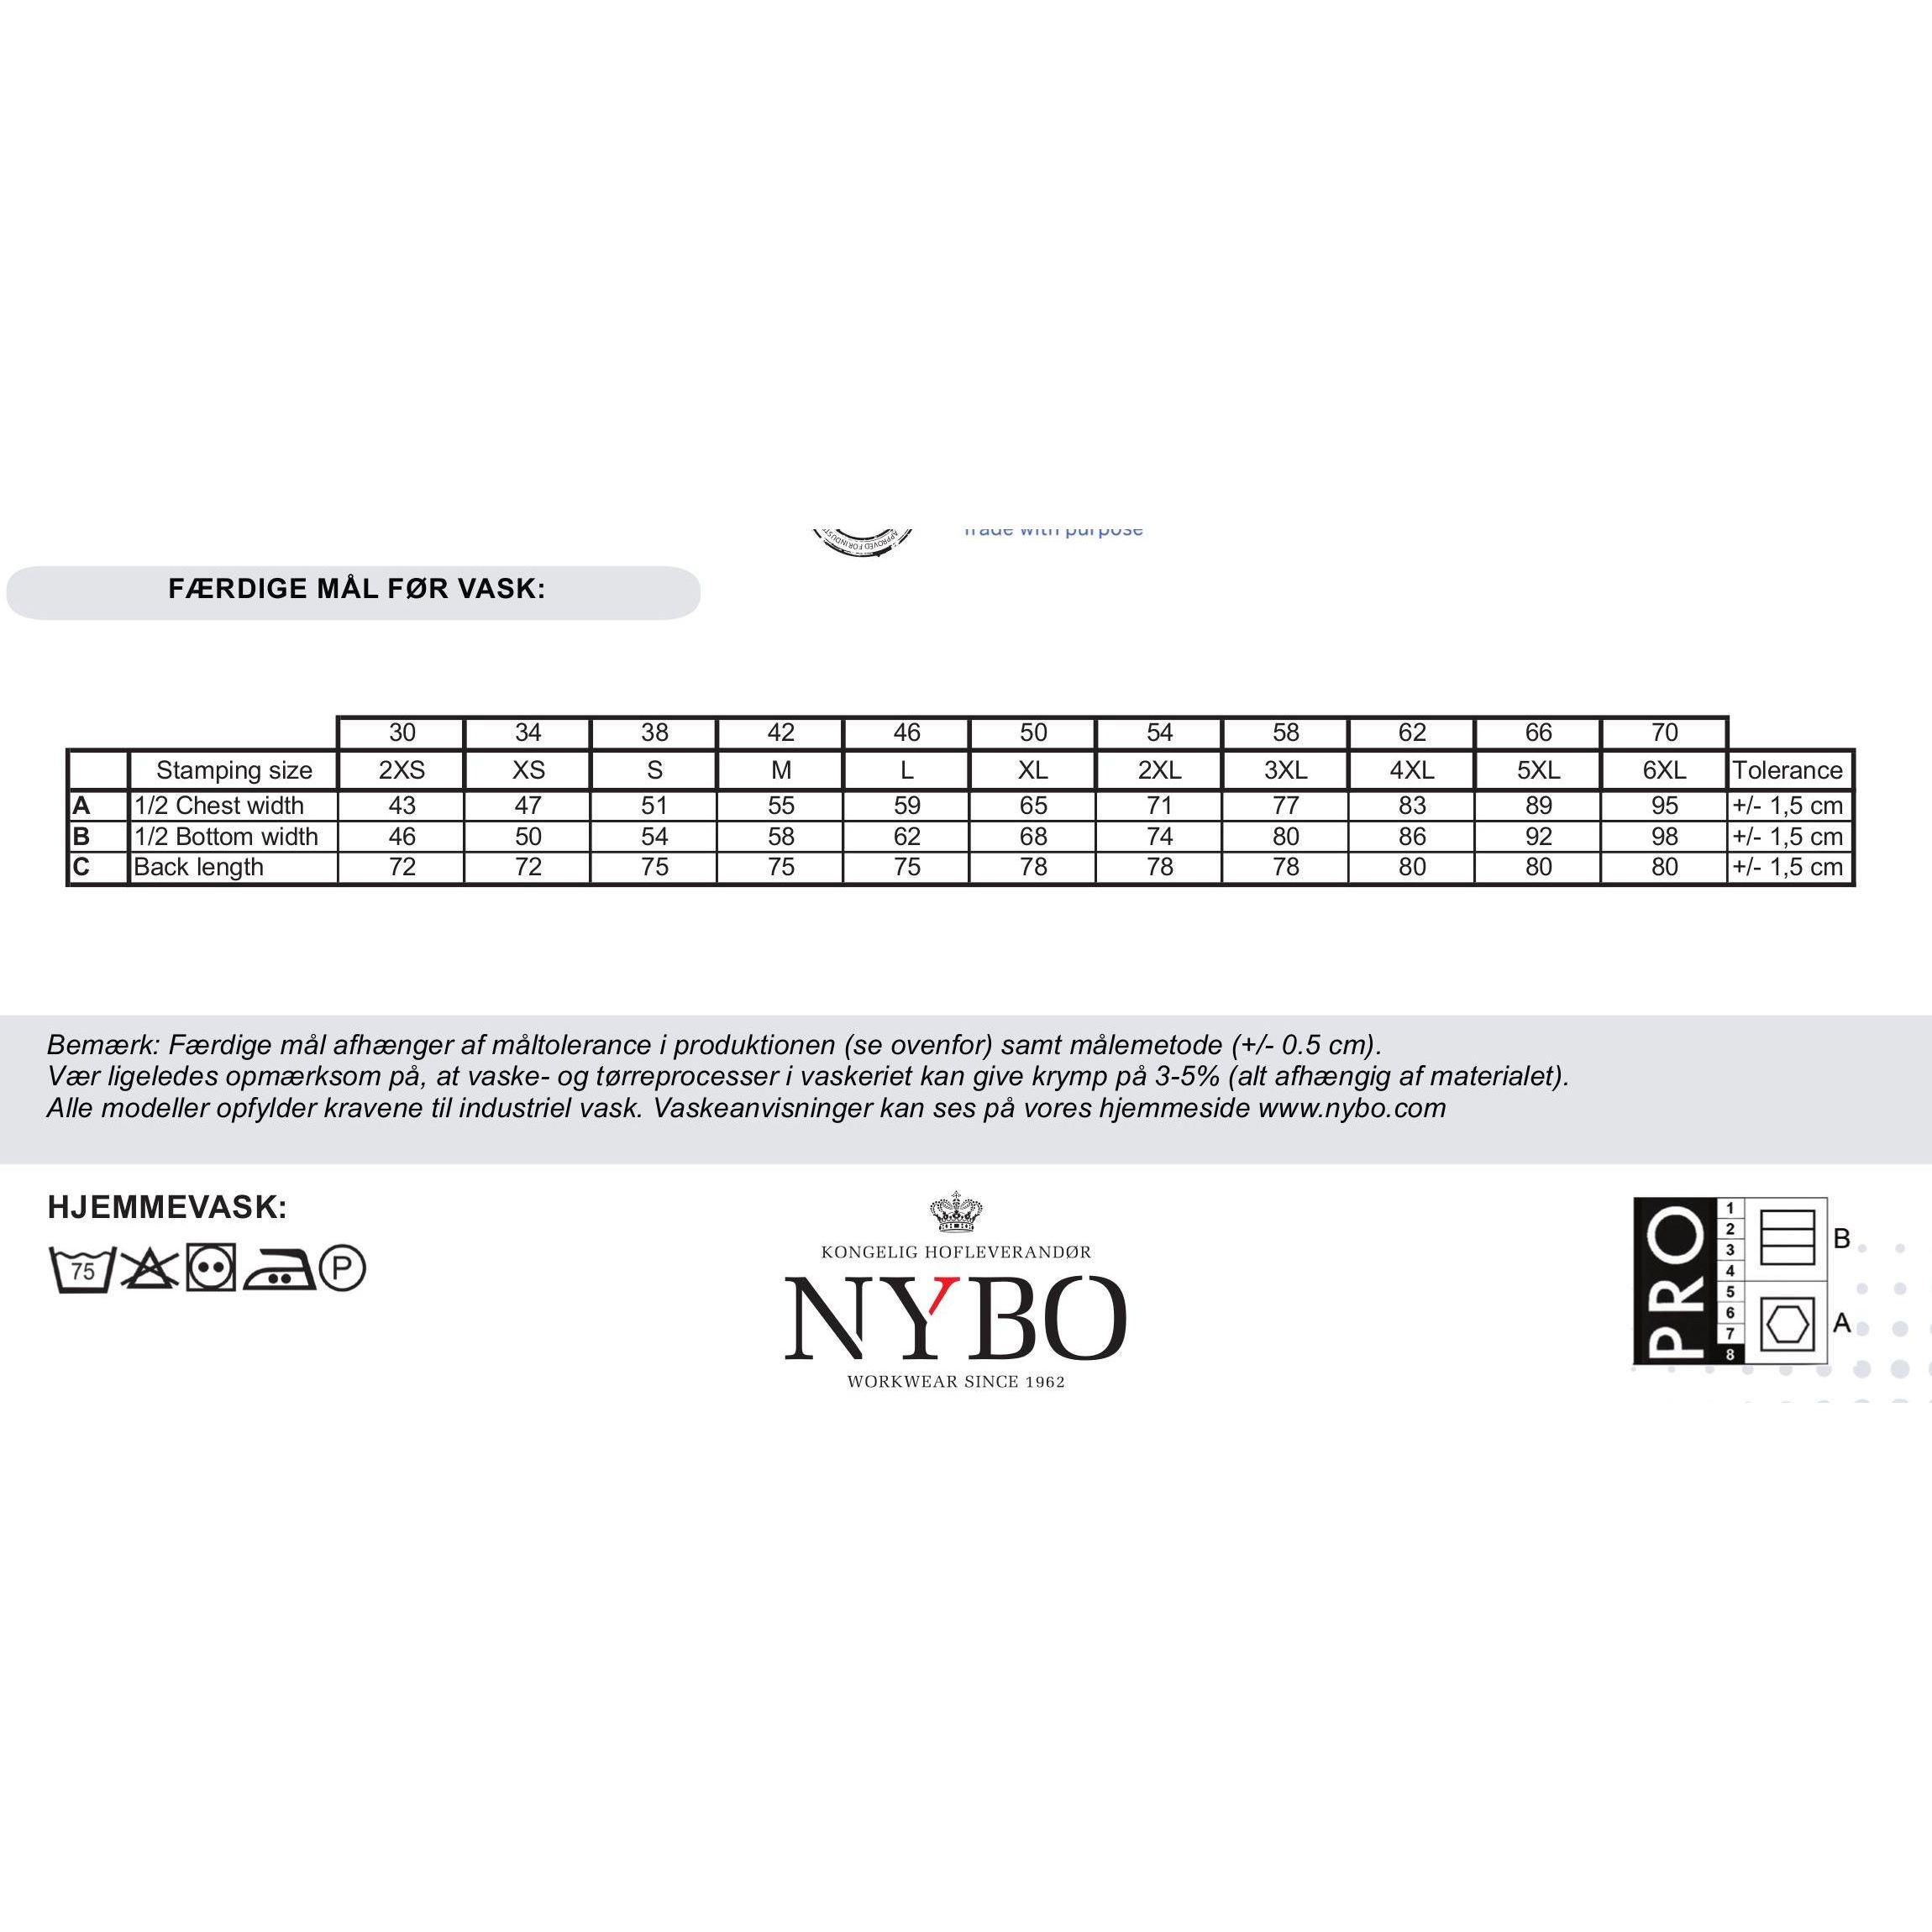 APPROVED FOR INDUST
Trade with purpose
FÆRDIGE MÅL FØR VASK:
30 34 38 42 46 50 54 58 62 66 70
Stamping size 2XS XS S M L XL 2XL 3XL 4XL 5XL 6XL Tolerance
A 1/2 Chest width 43 47 51 55 59 65 71 77 83 89 95 +/- 1,5 cm
B 1/2 Bottom width 46 50 54 58 62 68 74 80 86 92 98 +/- 1,5 cm
C Back length 72 72 75 75 75 78 78 78 80 80 80 +/- 1,5 cm
Bemærk: Færdige mål afhænger af måltolerance i produktionen (se ovenfor) samt målemetode (+/- 0.5 cm).
Vær ligeledes opmærksom på, at vaske- og tørreprocesser i vaskeriet kan give krymp på 3-5% (alt afhængig af materialet).
Alle modeller opfylder kravene til industriel vask. Vaskeanvisninger kan ses på vores hjemmeside www.nybo.com
HJEMMEVASK:
75 P
KONGELIG HOFLEVERANDØR
NYBO
WORKWEAR SINCE 1962
PRO
1
2
3
4
5
6
7
8
B
A